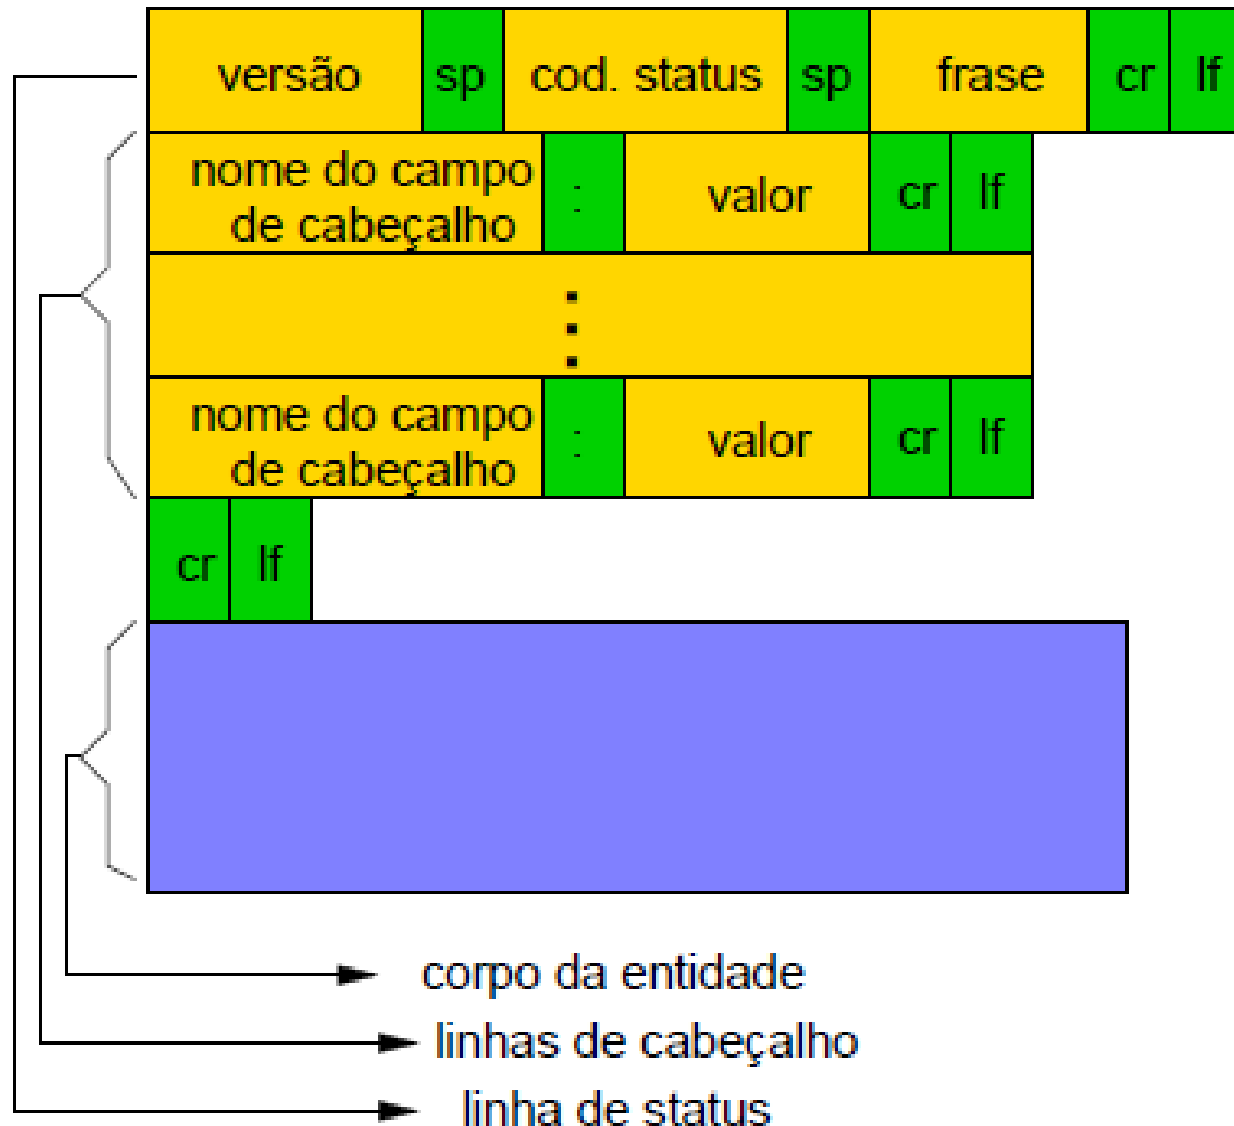 versão sp cod. status sp frase cr lf
nome do campo
de cabeçalho : valor cr lf
nome do campo
de cabeçalho : valor cr lf
cr lf
corpo da entidade
linhas de cabeçalho
linha de status